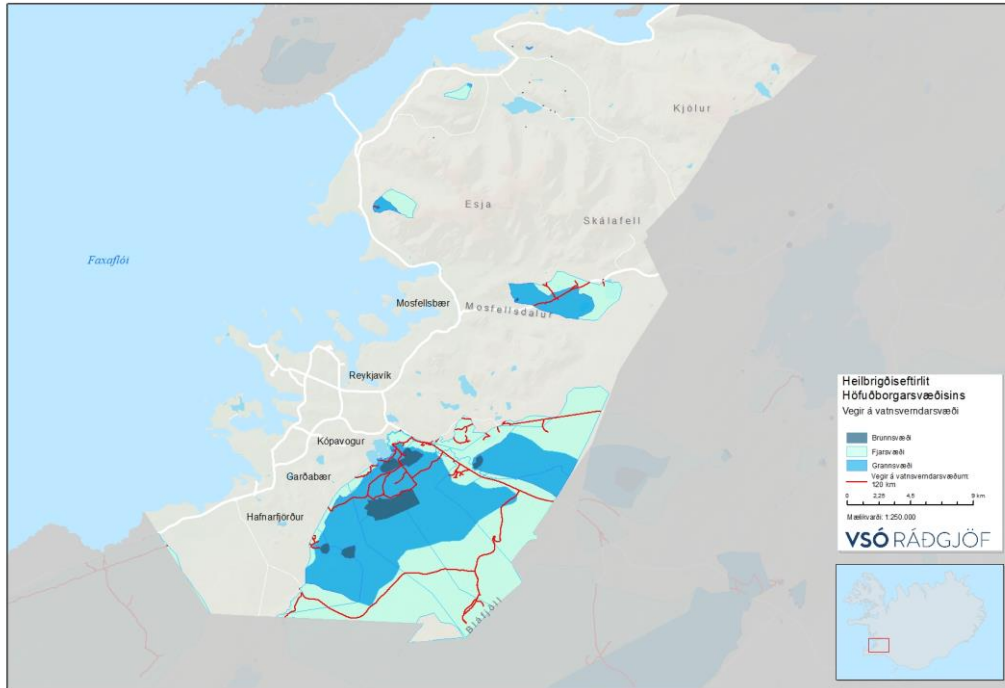 Kjölur
Esja
Skálafell
Faxaflói
Mosfellsbær
Mosfellsdalur
Reykjavík
Kópavogur
Garðabær
Hafnarfjörður
Bláfjöll
Heilbrigðiseftirlit
Höfuðborgarsvæðisins
Vegir á vatnsverndarsvæði
Brunnsvæði
Fjarsvæði
Grannsvæði
Vegir á vatnsverndarsvæðum:
120 km
0 2,25 4,5 9 km
Mælikvarði: 1:250.000
VSÓ RÁÐGJÖF